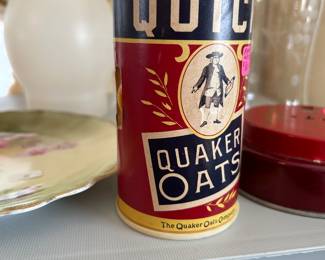 QUIC
QUAKER
OATS
The Quaker Oats Company